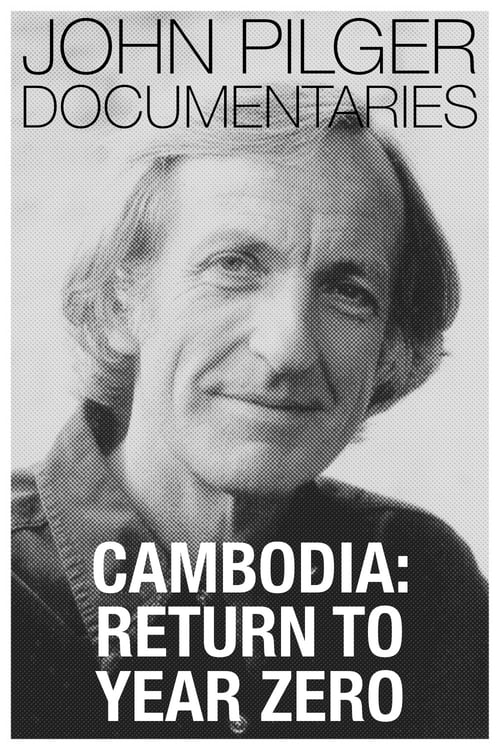 JOHN PILGER
DOCUMENTARIES
CAMBODIA:
RETURN TO
YEAR ZERO